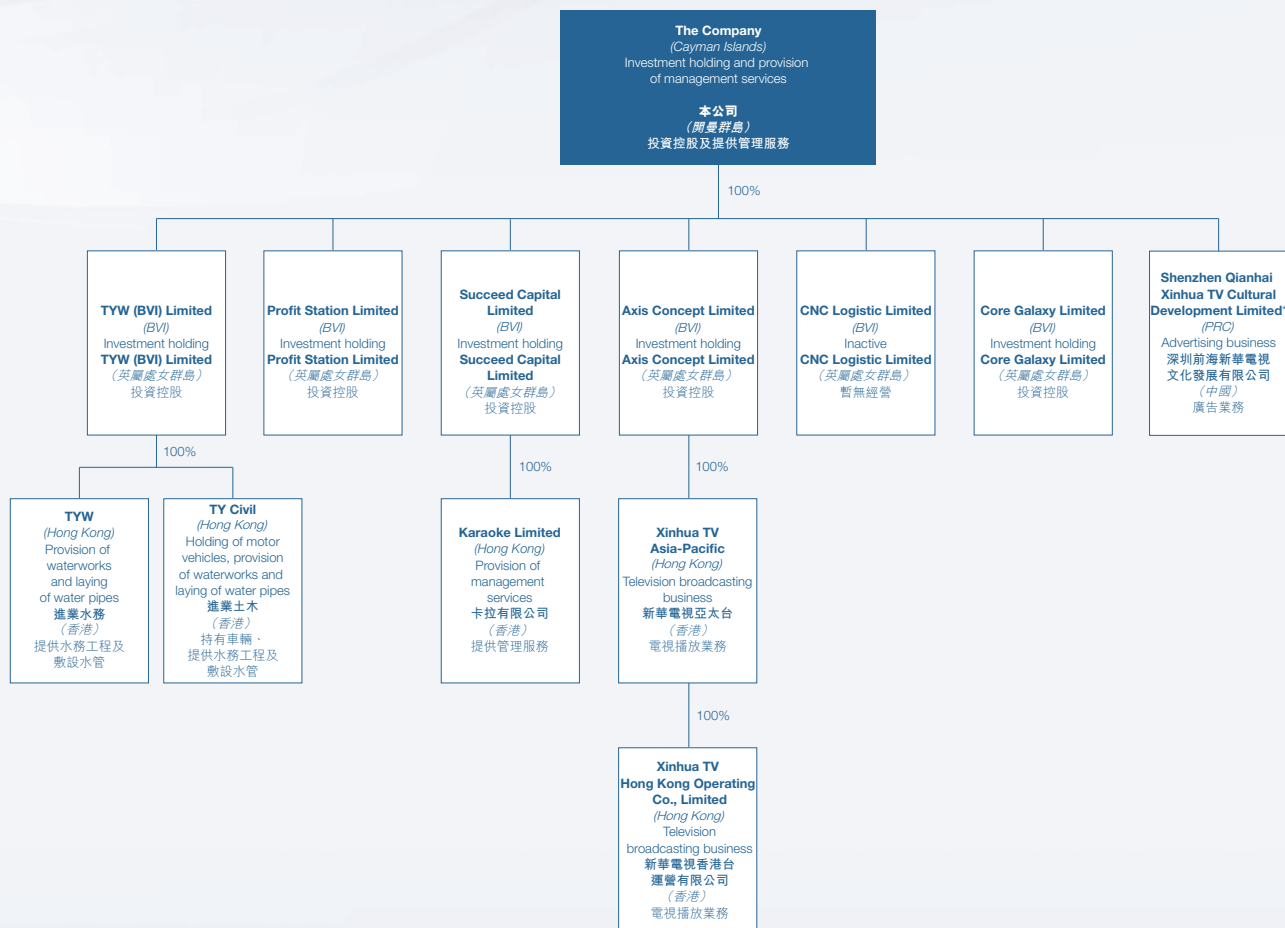 The Company
(Cayman Islands)
Investment holding and provision
of management services
本公司
（開曼群島）
投資控股及提供管理服務
100%
TYW (BVI) Limited
(BVI)
Investment holding
TYW (BVI) Limited
（英屬處女群島）
投資控股
Profit Station Limited
(BVI)
Investment holding
Profit Station Limited
（英屬處女群島）
投資控股
Succeed Capital
Limited
(BVI)
Investment holding
Succeed Capital
Limited
（英屬處女群島）
投資控股
Axis Concept Limited
(BVI)
Investment holding
Axis Concept Limited
（英屬處女群島）
投資控股
CNC Logistic Limited
(BVI)
Inactive
CNC Logistic Limited
（英屬處女群島）
暫無經營
Core Galaxy Limited
(BVI)
Investment holding
Core Galaxy Limited
（英屬處女群島）
投資控股
Shenzhen Qianhai
Xinhua TV Cultural
Development Limited*
(PRC)
Advertising business
深圳前海新華電視
文化發展有限公司
（中國）
廣告業務
100%
100%
100%
TYW
(Hong Kong)
Provision of
waterworks
and laying
of water pipes
進業水務
（香港）
提供水務工程及
敷設水管
TY Civil
(Hong Kong)
Holding of motor
vehicles, provision
of waterworks and
laying of water pipes
進業土木
（香港）
持有車輛、
提供水務工程及
敷設水管
Karaoke Limited
(Hong Kong)
Provision of
management
services
卡拉有限公司
（香港）
提供管理服務
Xinhua TV
Asia-Pacific
(Hong Kong)
Television broadcasting
business
新華電視亞太台
（香港）
電視播放業務
100%
Xinhua TV
Hong Kong Operating
Co., Limited
(Hong Kong)
Television
broadcasting business
新華電視香港台
運營有限公司
（香港）
電視播放業務